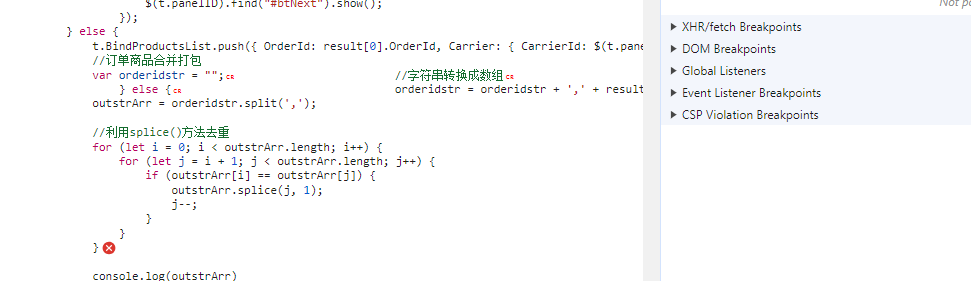 $(t.panelID).find("#btNext").show();
});
} else {
t.BindProductsList.push({ OrderId: result[0].OrderId, Carrier: { CarrierId: $(t.pane
//订单商品合并打包
var orderidstr = "";CR //字符串转换成数组CR
} else {CR orderidstr = orderidstr + ',' + result
outstrArr = orderidstr.split(',');
//利用splice()方法去重
for (let i = 0; i < outstrArr.length; i++) {
for (let j = i + 1; j < outstrArr.length; j++) {
if (outstrArr[i] == outstrArr[j]) {
outstrArr.splice(j, 1);
j--;
}
}
}
console.log(outstrArr)
Not pa
XHR/fetch Breakpoints
DOM Breakpoints
Global Listeners
Event Listener Breakpoints
CSP Violation Breakpoints